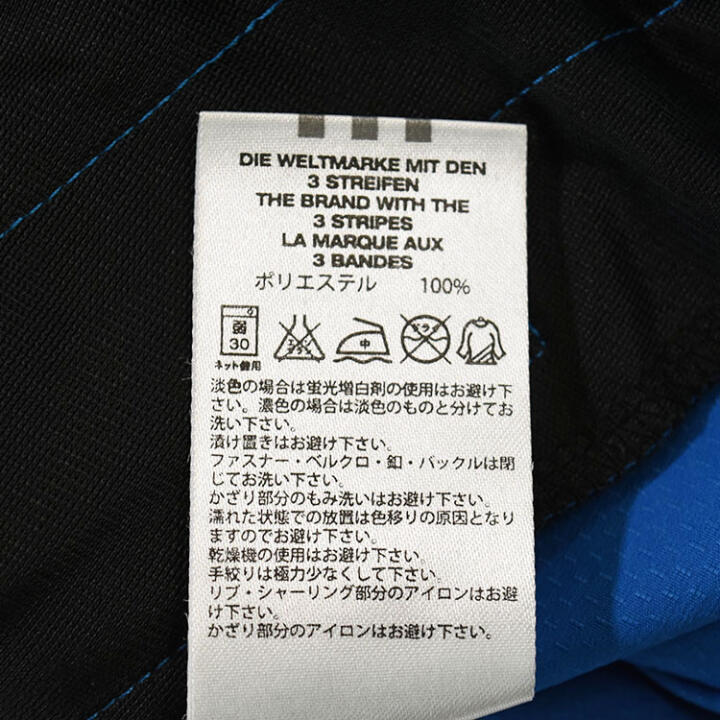 DIE WELTMARKE MIT DEN
3 STREIFEN
THE BRAND WITH THE
3 STRIPES
LA MARQUE AUX
3 BANDES
ポリエステル 100%
弱 エンソ 中 ドライ
30 サラシ
ネット使用
淡色の場合は蛍光増白剤の使用はお避け下
さい。濃色の場合は淡色のものと分けてお
洗い下さい。
漬け置きはお避け下さい。
ファスナー・ベルクロ・釦・バックルは閉
じてお洗い下さい。
かざり部分のもみ洗いはお避け下さい。
濡れた状態での放置は色移りの原因となり
ますのでお避け下さい。
乾燥機の使用はお避け下さい。
手絞りは極力少なくして下さい。
リブ・シャーリング部分のアイロンはお避
け下さい。
かざり部分のアイロンはお避け下さい。